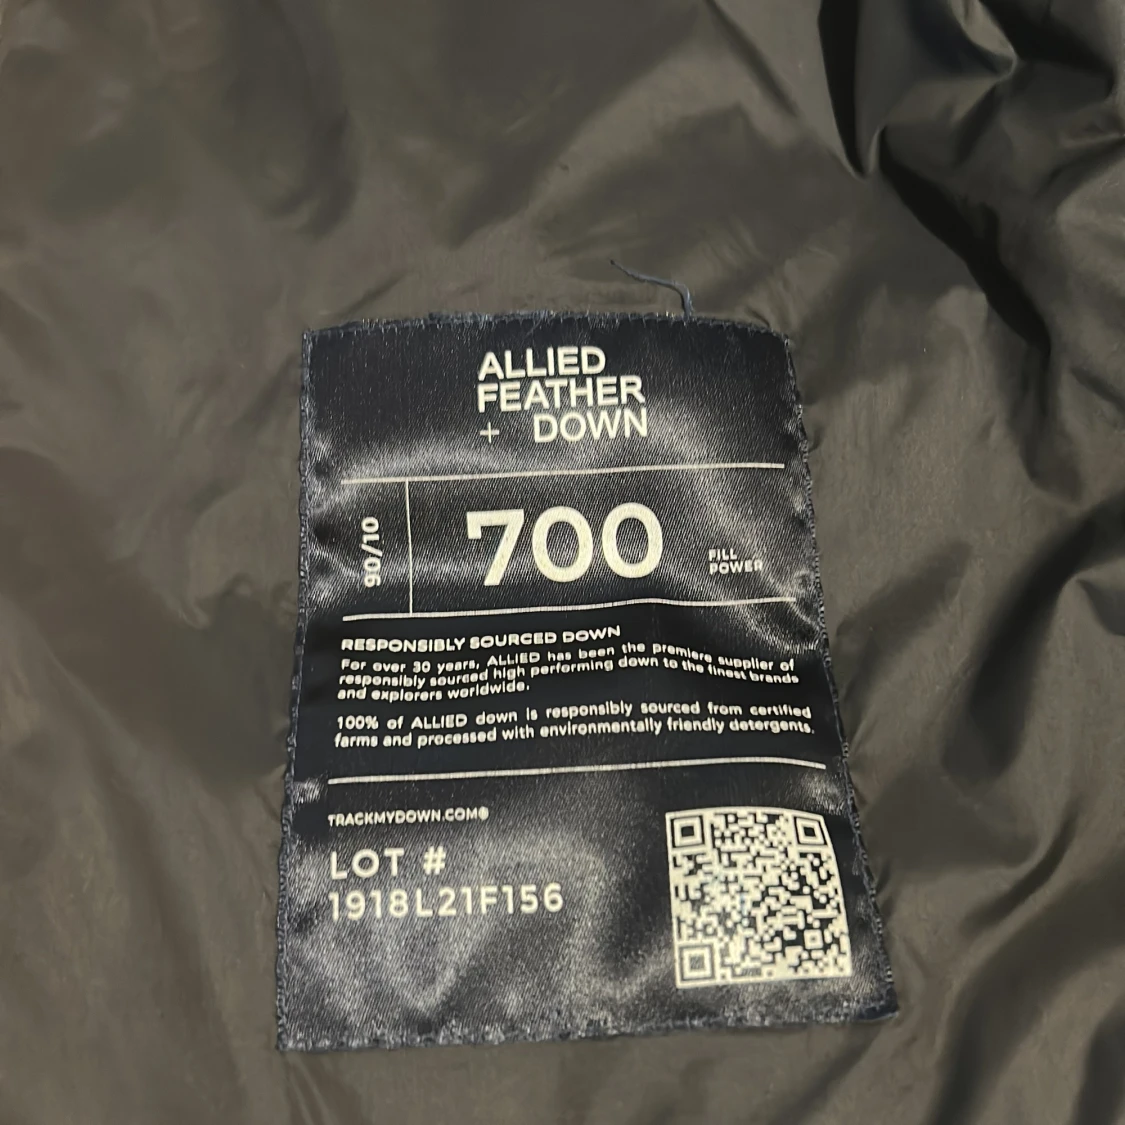 ALLIED
FEATHER
+ DOWN
90/10
700
FILL
POWER
RESPONSIBLY SOURCED DOWN
For over 30 years, ALLIED has been the premiere supplier of
responsibly sourced high performing down to the finest brands
and explorers worldwide.
100% of ALLIED down is responsibly sourced from certified
farms and processed with environmentally friendly detergents.
TRACKMYDOWN.COM®
LOT #
1918L21F156